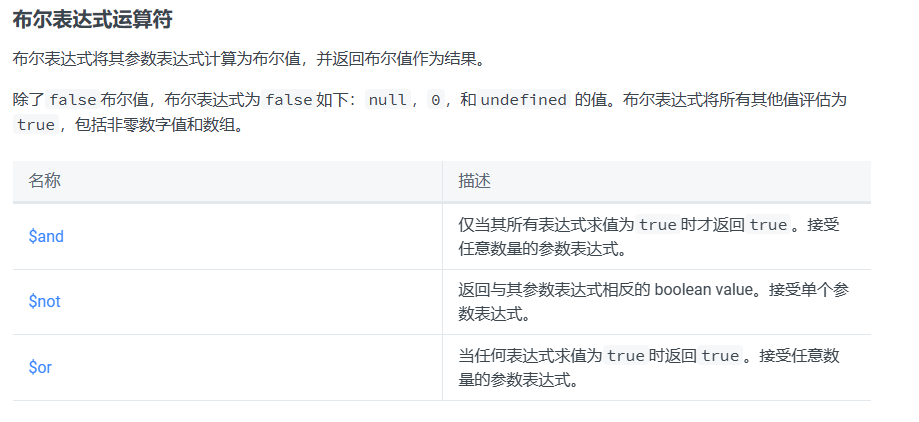 布尔表达式运算符
布尔表达式将其参数表达式计算为布尔值，并返回布尔值作为结果。
除了 false 布尔值，布尔表达式为 false 如下： null ， 0 ，和 undefined 的值。布尔表达式将所有其他值评估为
true ，包括非零数字值和数组。
名称 描述
$and 仅当其所有表达式求值为 true 时才返回 true 。接受
任意数量的参数表达式。
$not 返回与其参数表达式相反的 boolean value。接受单个参
数表达式。
$or 当任何表达式求值为 true 时返回 true 。接受任意数
量的参数表达式。